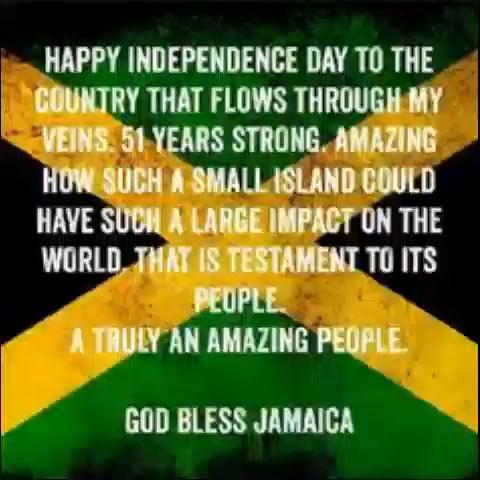 HAPPY INDEPENDENCE DAY TO THE
COUNTRY THAT FLOWS THROUGH MY
VEINS. 51 YEARS STRONG. AMAZING
HOW SUCH A SMALL ISLAND COULD
HAVE SUCH A LARGE IMPACT ON THE
WORLD. THAT IS TESTAMENT TO ITS
PEOPLE.
A TRULY AN AMAZING PEOPLE.
GOD BLESS JAMAICA